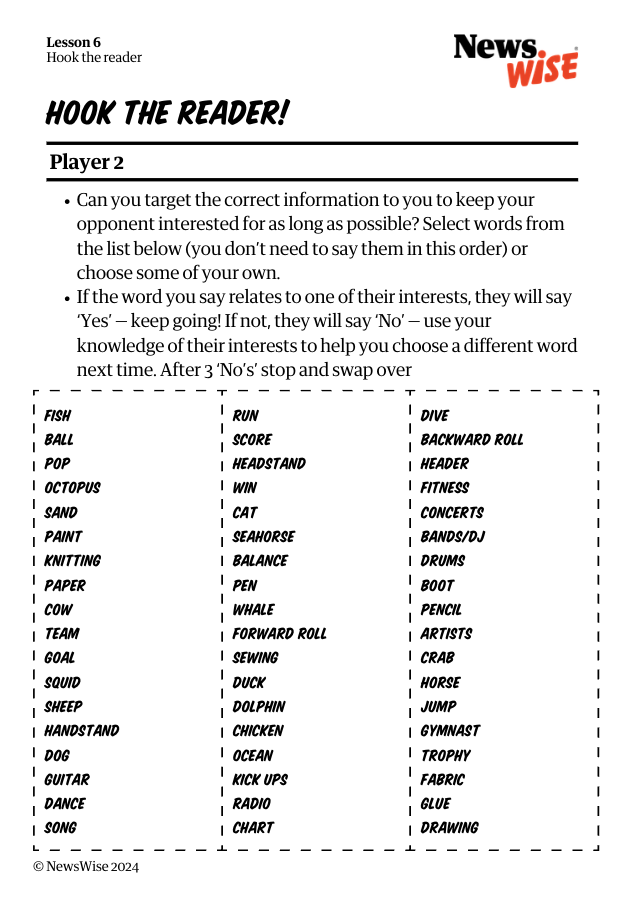 Lesson 6
Hook the reader
News
WISE
HOOK THE READER!
Player 2
• Can you target the correct information to you to keep your
opponent interested for as long as possible? Select words from
the list below (you don’t need to say them in this order) or
choose some of your own.
• If the word you say relates to one of their interests, they will say
‘Yes’ – keep going! If not, they will say ‘No’ – use your
knowledge of their interests to help you choose a different word
next time. After 3 ‘No’s’ stop and swap over
FISH
BALL
POP
OCTOPUS
SAND
PAINT
KNITTING
PAPER
COW
TEAM
GOAL
SQUID
SHEEP
HANDSTAND
DOG
GUITAR
DANCE
SONG
RUN
SCORE
HEADSTAND
WIN
CAT
SEAHORSE
BALANCE
PEN
WHALE
FORWARD ROLL
SEWING
DUCK
DOLPHIN
CHICKEN
OCEAN
KICK UPS
RADIO
CHART
DIVE
BACKWARD ROLL
HEADER
FITNESS
CONCERTS
BANDS/DJ
DRUMS
BOOT
PENCIL
ARTISTS
CRAB
HORSE
JUMP
GYMNAST
TROPHY
FABRIC
GLUE
DRAWING
© NewsWise 2024